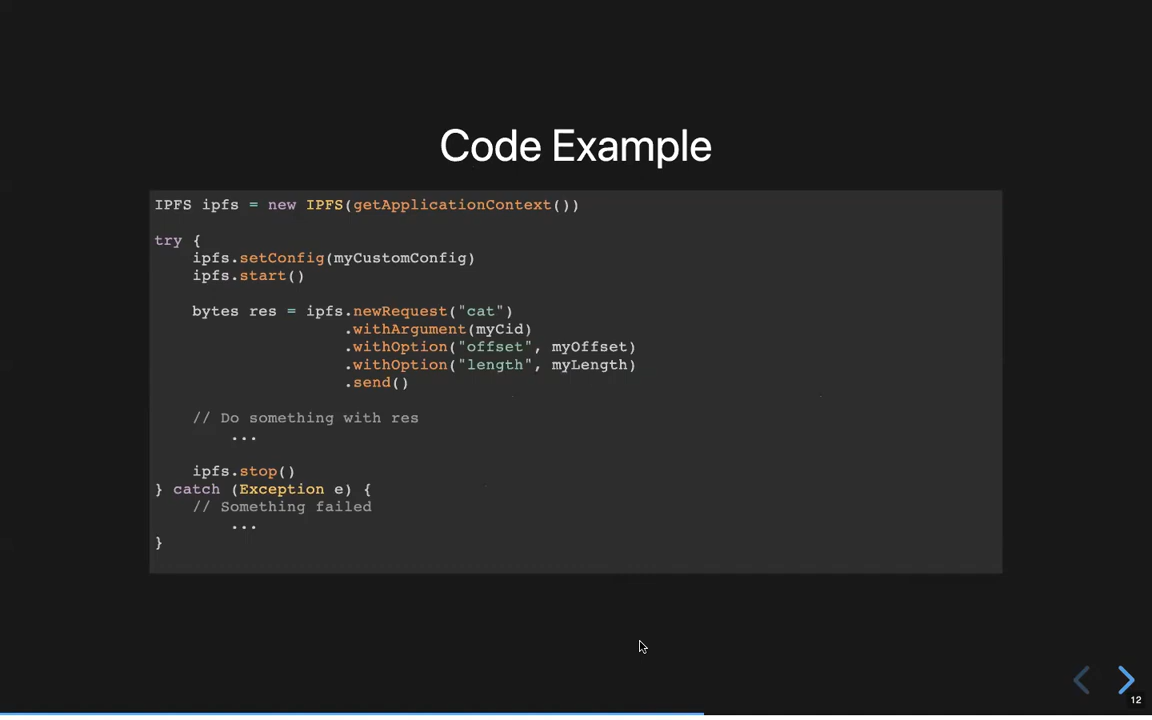 Code Example
IPFS ipfs = new IPFS(getApplicationContext())
try {
    ipfs.setConfig(myCustomConfig)
    ipfs.start()
    bytes res = ipfs.newRequest("cat")
                    .withArgument(myCid)
                    .withOption("offset", myOffset)
                    .withOption("length", myLength)
                    .send()
    // Do something with res
        ...
    ipfs.stop()
} catch (Exception e) {
    // Something failed
        ...
}
12